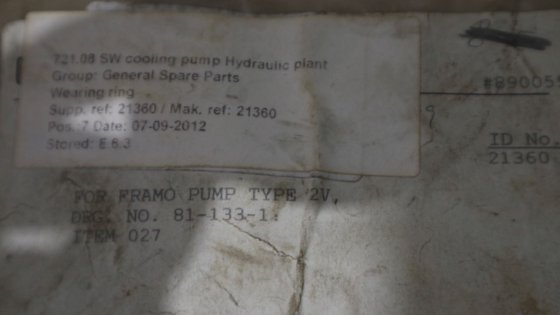 721.08 SW cooling pump Hydraulic plant
Group: General Spare Parts
Wearing ring
Supp. ref: 21360 / Mak. ref: 21360
Pos. 7 Date: 07-09-2012
Stored: E 6.3
#89005
ID No.
21360
FOR FRAMO PUMP TYPE 2V,
DRG. NO. 81-133-1.
ITEM 027